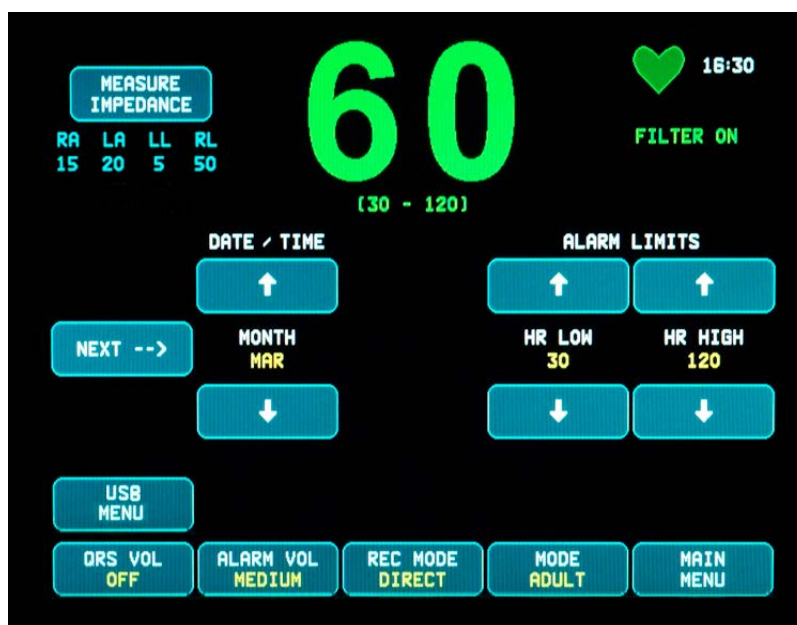 MEASURE
IMPEDANCE
60
16:30
FILTER ON
RA LA LL RL
15 20 5 50
(30 - 120)
DATE / TIME
ALARM LIMITS
NEXT -->
MONTH
MAR
HR LOW
30
HR HIGH
120
USB
MENU
QRS VOL
OFF
ALARM VOL
MEDIUM
REC MODE
DIRECT
MODE
ADULT
MAIN
MENU